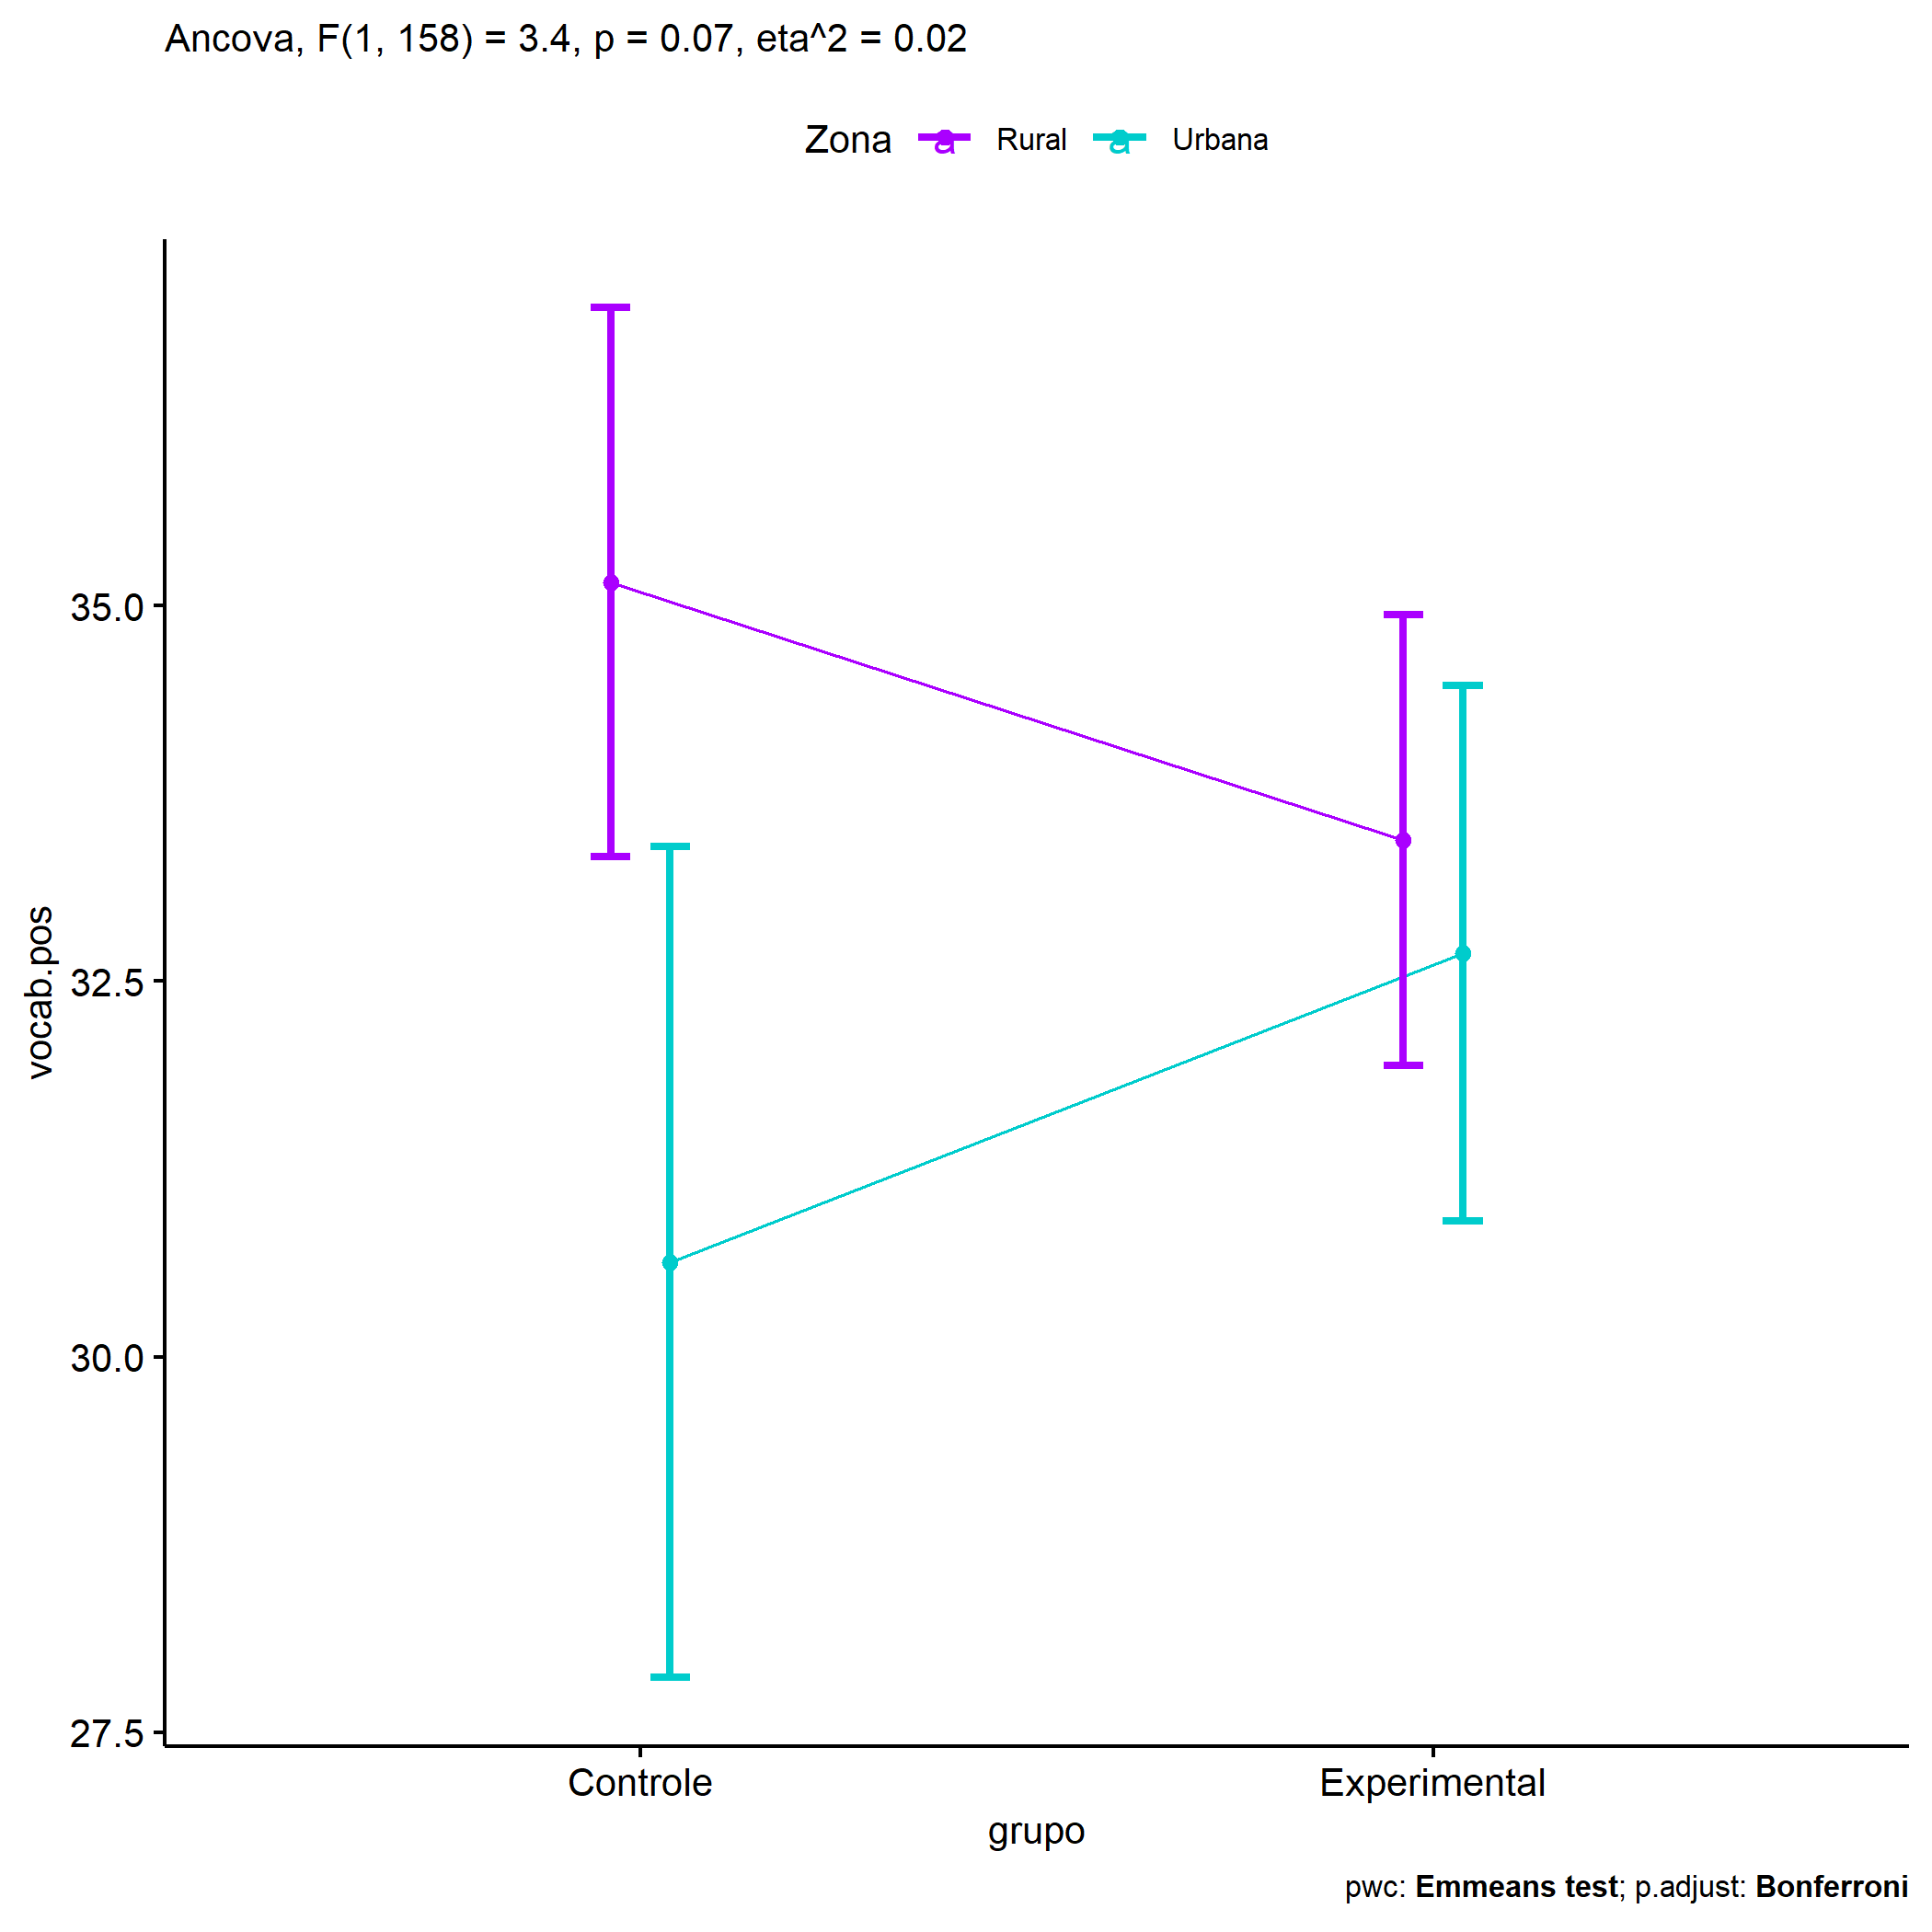 Ancova, F(1, 158) = 3.4, p = 0.07, eta^2 = 0.02
Zona a Rural a Urbana
35.0
32.5
30.0
27.5
vocab.pos
Controle Experimental
grupo
pwc: Emmeans test; p.adjust: Bonferroni